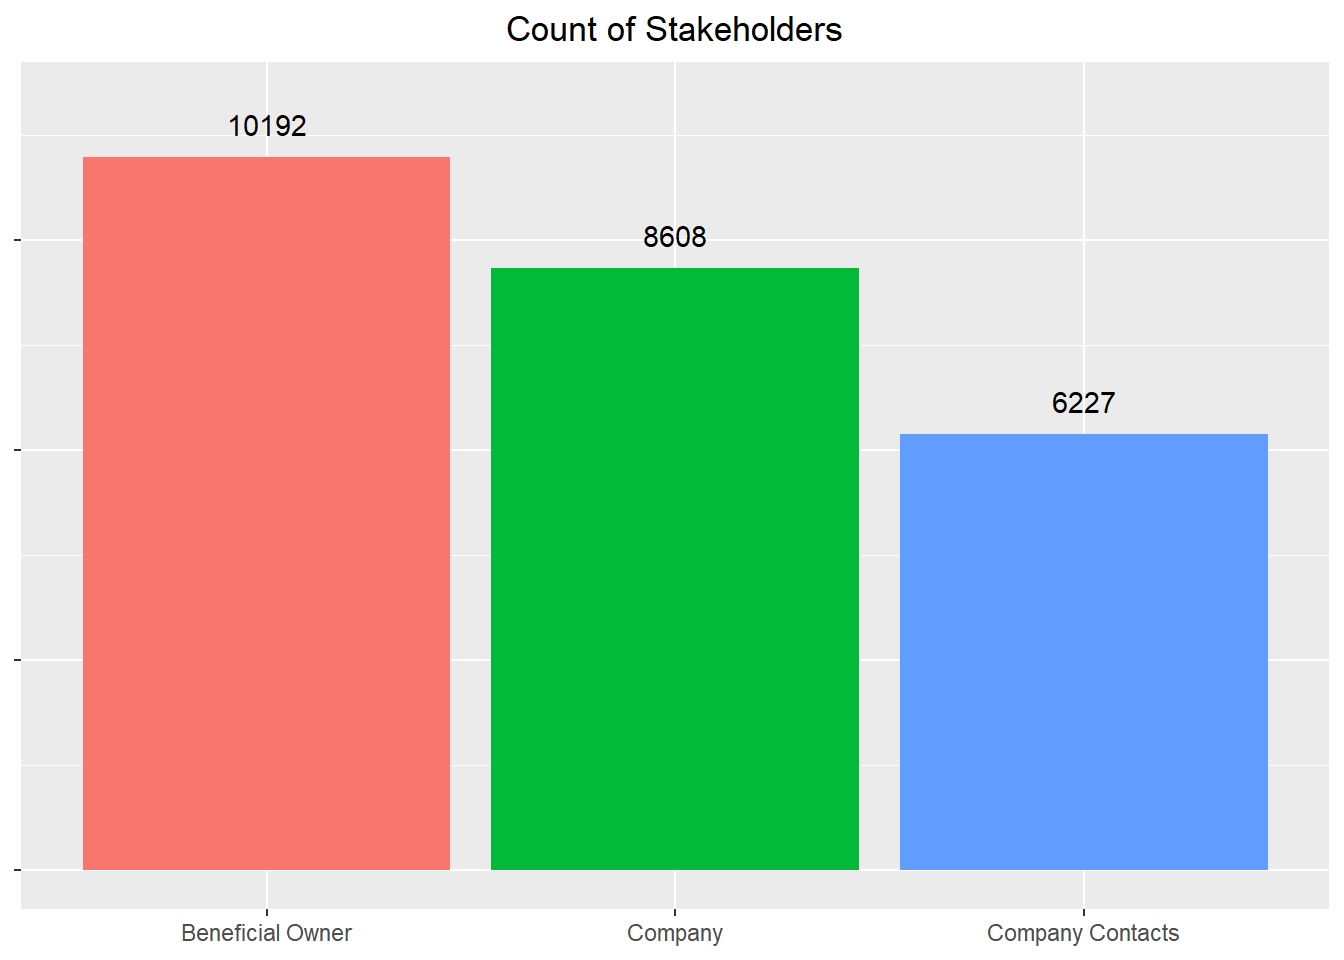 Count of Stakeholders
10192
8608
6227
Beneficial Owner
Company
Company Contacts